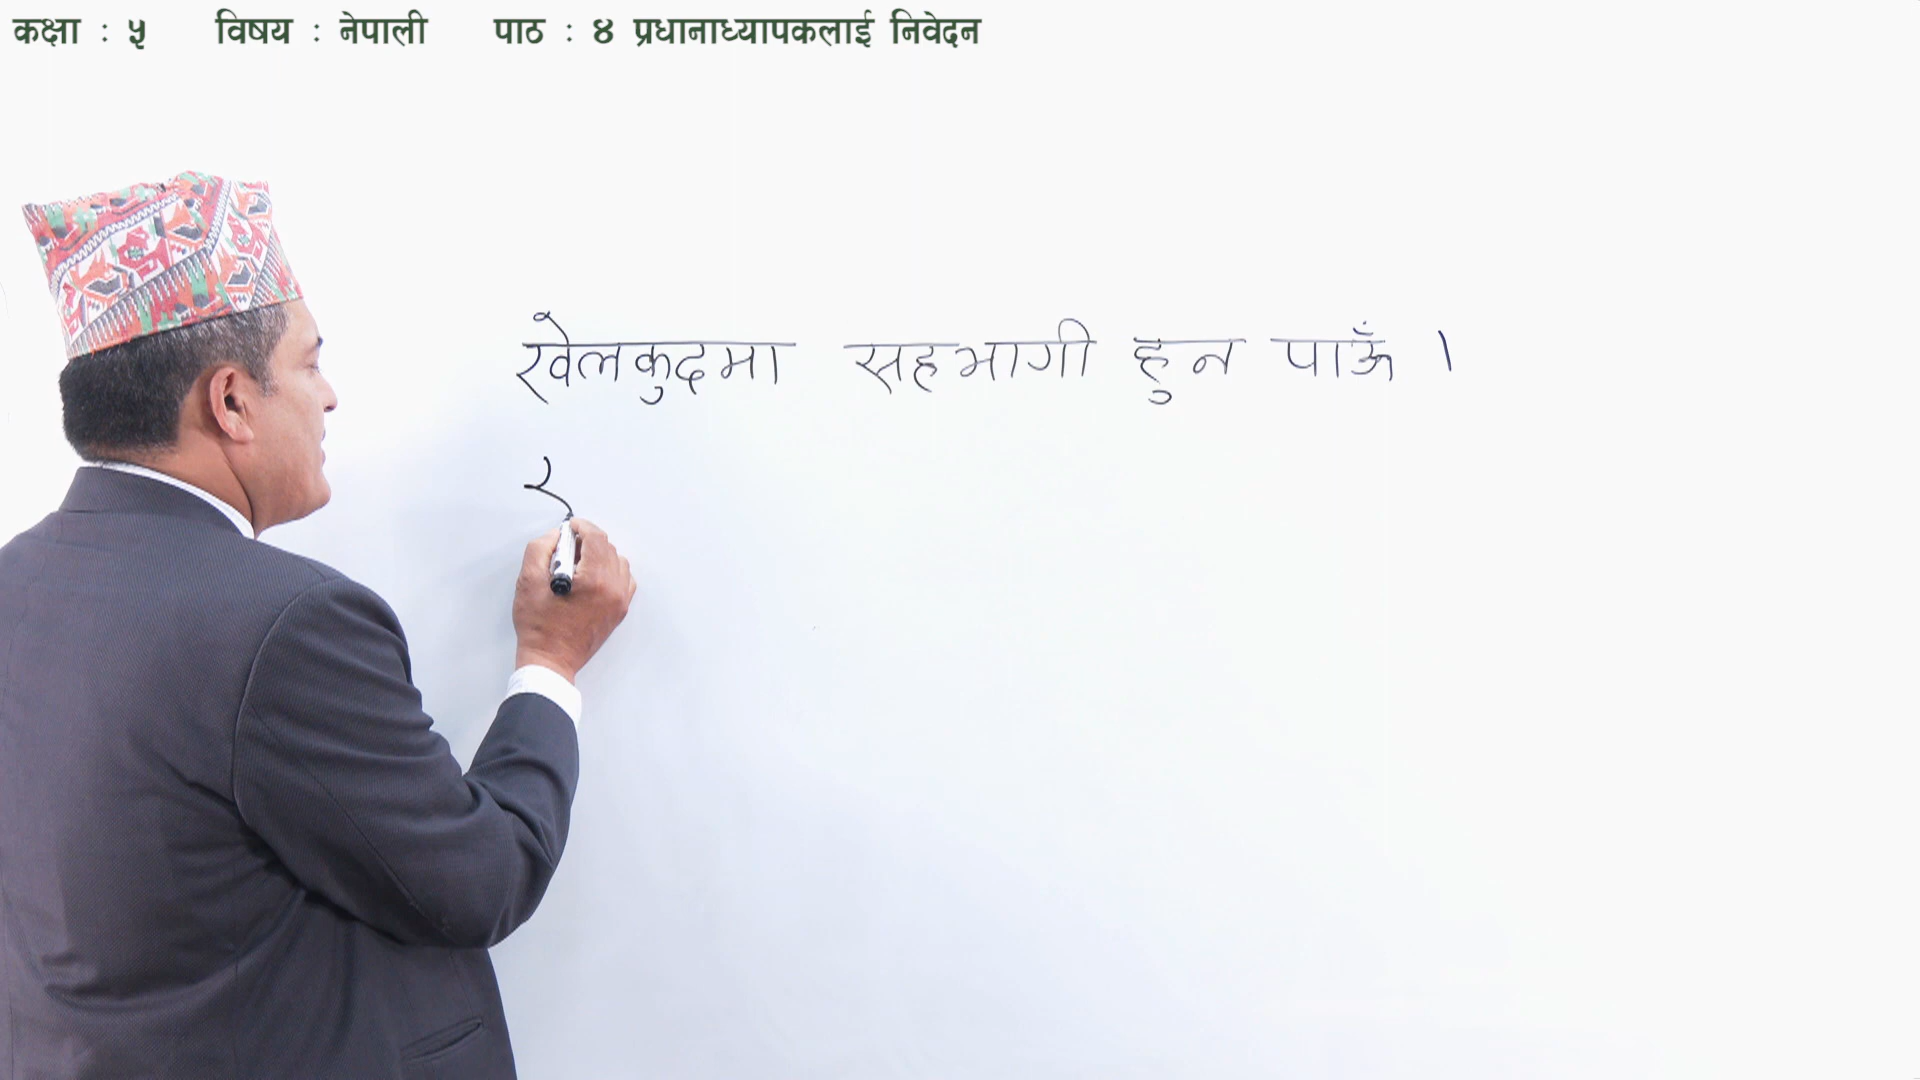 कक्षा : ५ विषय : नेपाली पाठ : ४ प्रधानाध्यापकलाई निवेदन
खेलकुदमा सहभागी हुन पाऊँ ।